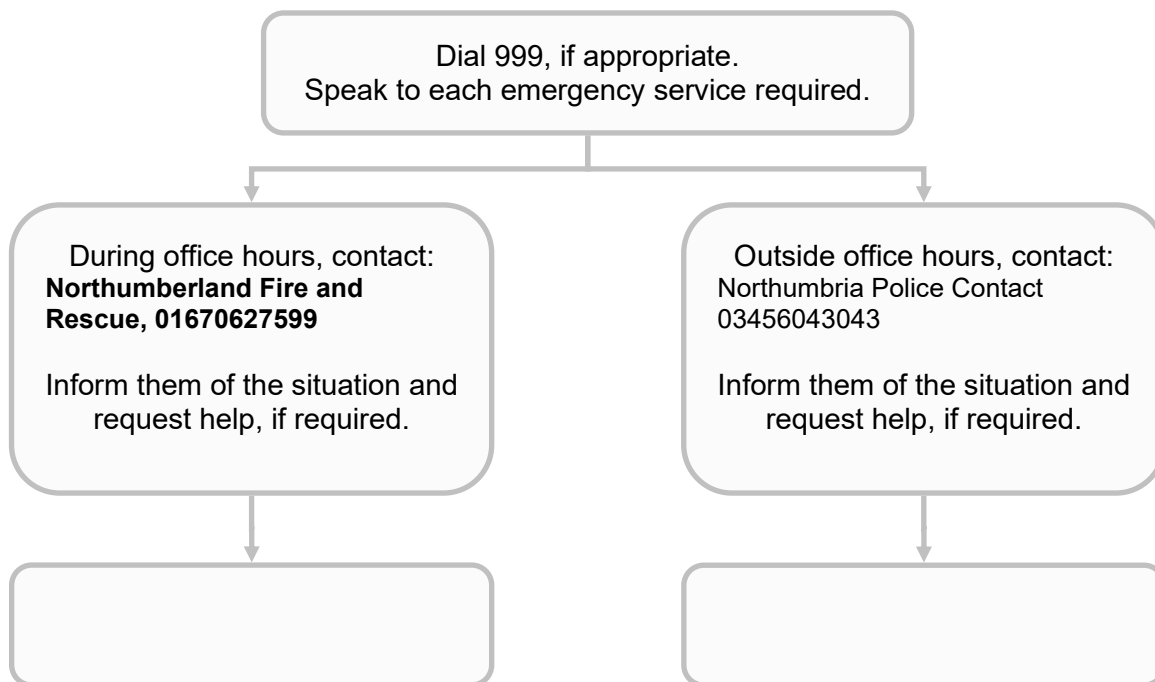 Dial 999, if appropriate.
Speak to each emergency service required.
During office hours, contact:
Northumberland Fire and
Rescue, 01670627599
Inform them of the situation and
request help, if required.
Outside office hours, contact:
Northumbria Police Contact
03456043043
Inform them of the situation and
request help, if required.